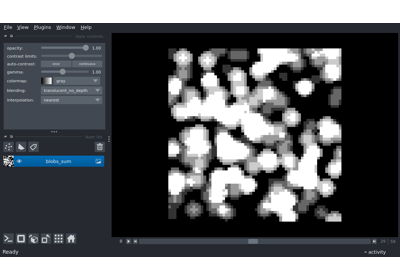 File View Plugins Window Help
opacity: 1.00
contrast limits:
auto-contrast: once continuous
gamma: 1.00
colormap: gray
blending: translucent_no_depth
interpolation: nearest
blobs_sum
Ready
activity